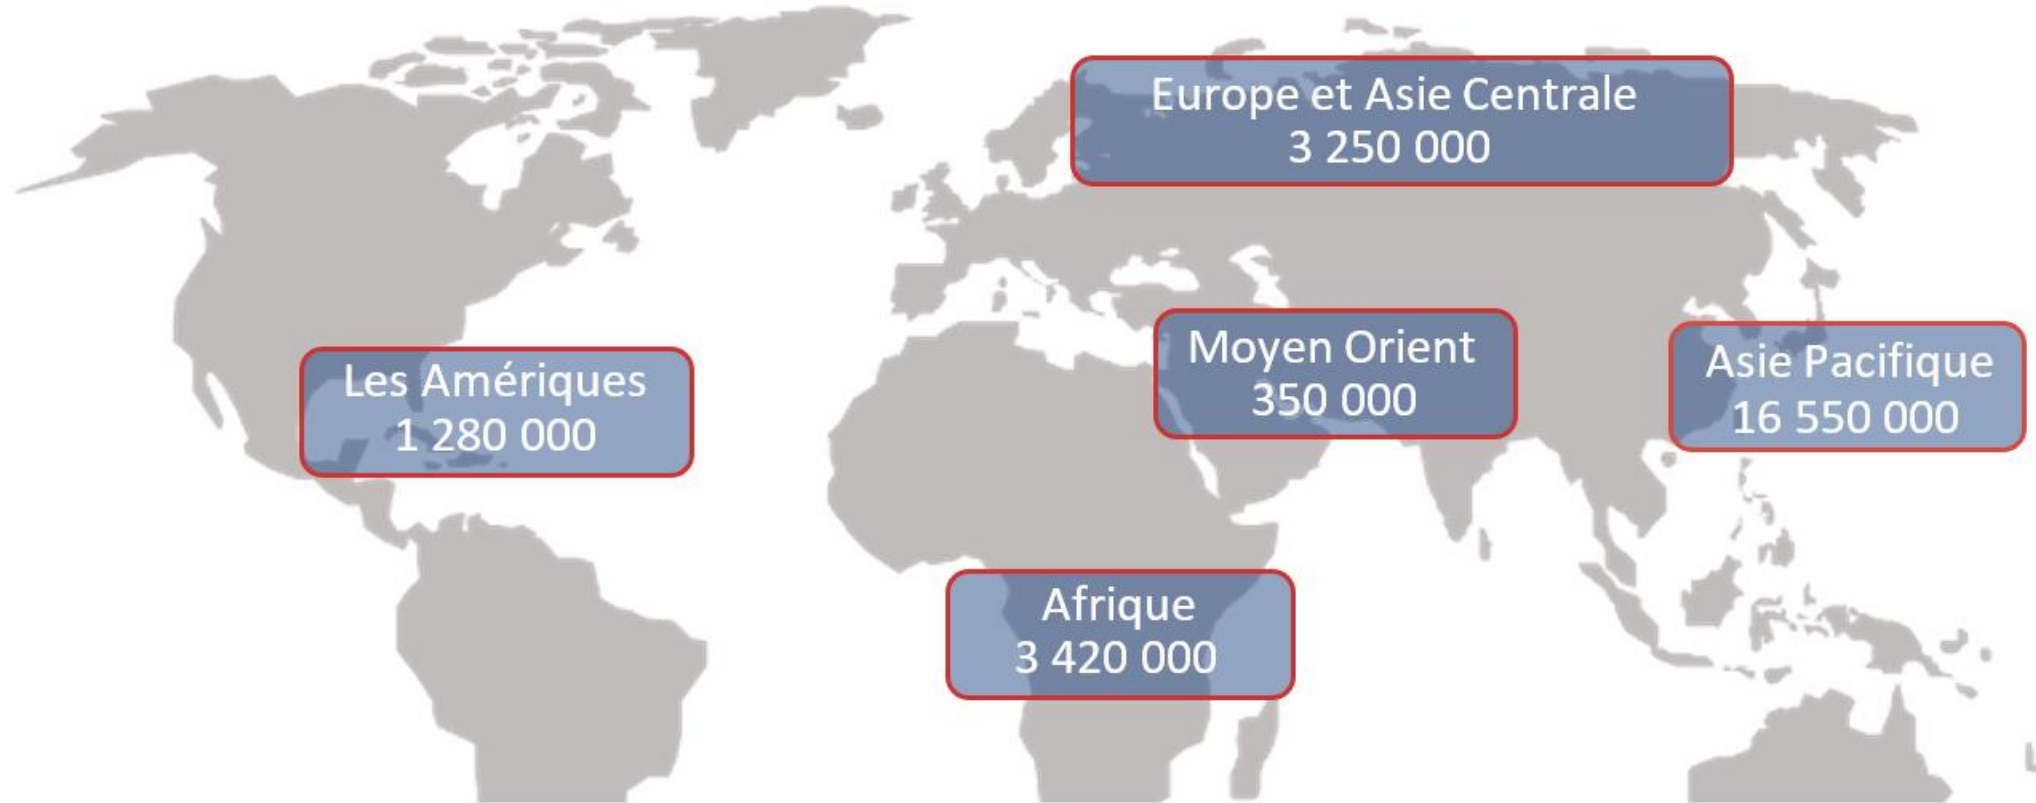 Europe et Asie Centrale
3 250 000
Les Amériques
1 280 000
Moyen Orient
350 000
Asie Pacifique
16 550 000
Afrique
3 420 000